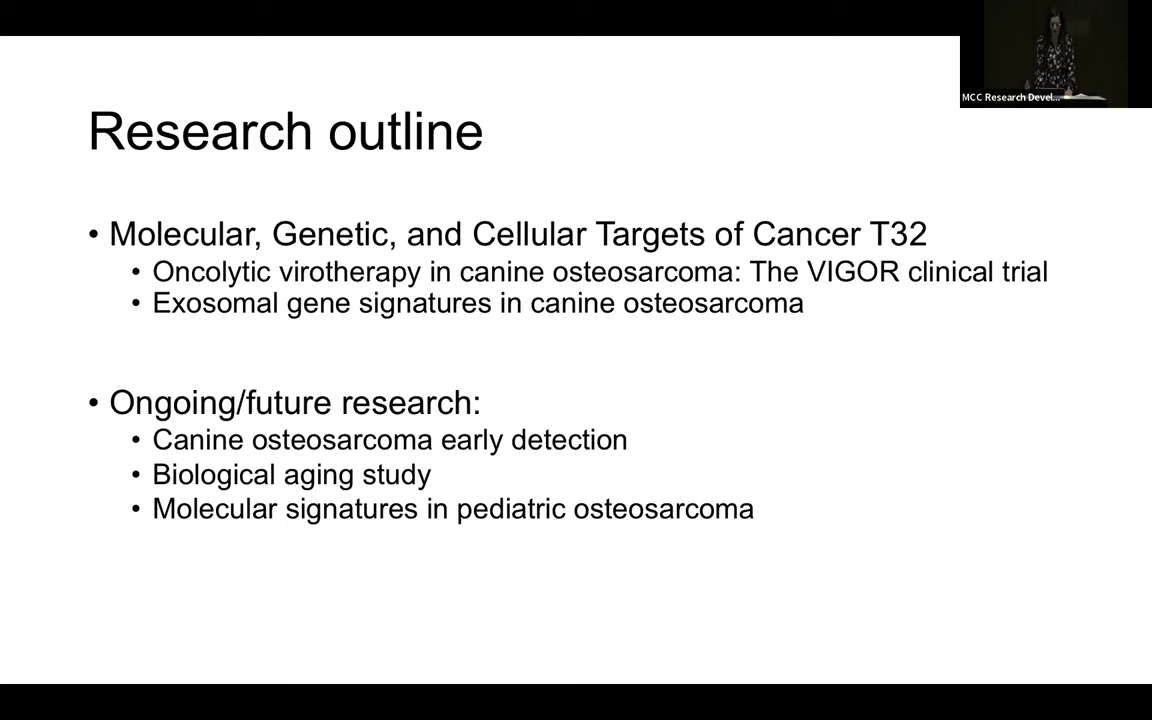 MCC Research Devel...
Research outline
• Molecular, Genetic, and Cellular Targets of Cancer T32
• Oncolytic virotherapy in canine osteosarcoma: The VIGOR clinical trial
• Exosomal gene signatures in canine osteosarcoma
• Ongoing/future research:
• Canine osteosarcoma early detection
• Biological aging study
• Molecular signatures in pediatric osteosarcoma